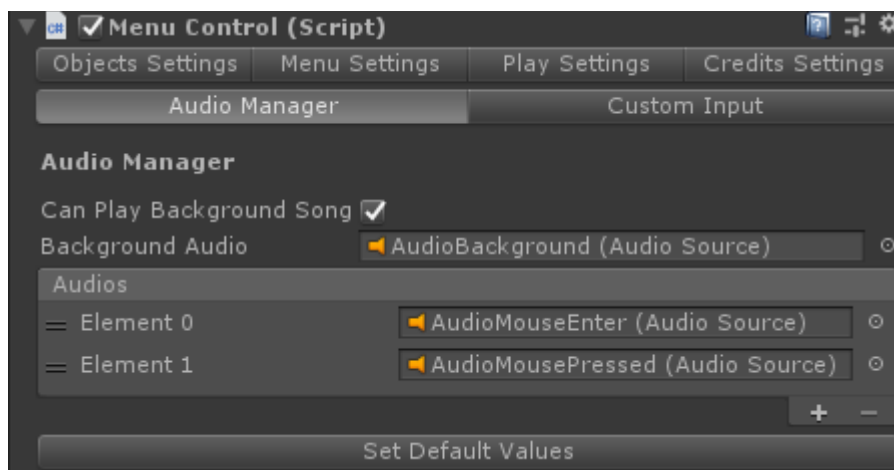 c# Menu Control (Script)
Objects Settings Menu Settings Play Settings Credits Settings
Audio Manager Custom Input
Audio Manager
Can Play Background Song
Background Audio AudioBackground (Audio Source)
Audios
Element 0 AudioMouseEnter (Audio Source)
Element 1 AudioMousePressed (Audio Source)
+ −
Set Default Values